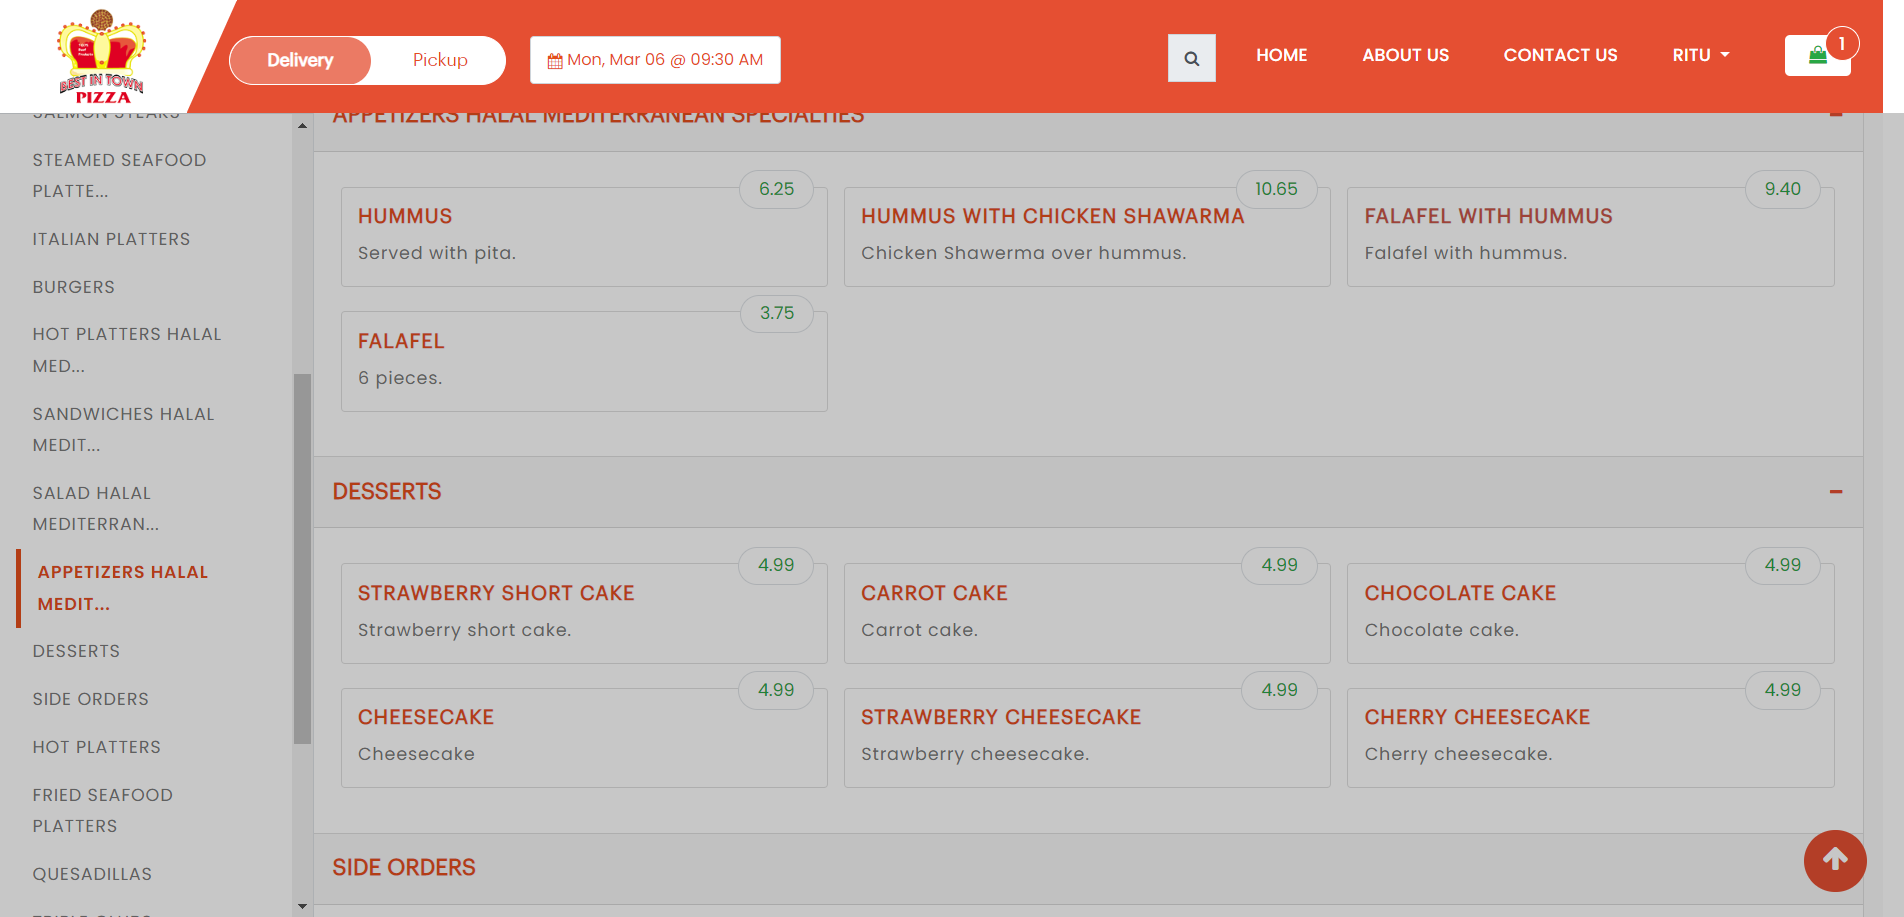 BEST IN TOWN
PIZZA
Delivery
Pickup
Mon, Mar 06 @ 09:30 AM
HOME
ABOUT US
CONTACT US
RITU
1
SALMON STEAKS
STEAMED SEAFOOD
PLATTE...
ITALIAN PLATTERS
BURGERS
HOT PLATTERS HALAL
MED...
SANDWICHES HALAL
MEDIT...
SALAD HALAL
MEDITERRAN...
APPETIZERS HALAL
MEDIT...
DESSERTS
SIDE ORDERS
HOT PLATTERS
FRIED SEAFOOD
PLATTERS
QUESADILLAS
APPETIZERS HALAL MEDITERRANEAN SPECIALTIES
6.25
HUMMUS
Served with pita.
10.65
HUMMUS WITH CHICKEN SHAWARMA
Chicken Shawerma over hummus.
9.40
FALAFEL WITH HUMMUS
Falafel with hummus.
3.75
FALAFEL
6 pieces.
DESSERTS
4.99
STRAWBERRY SHORT CAKE
Strawberry short cake.
4.99
CARROT CAKE
Carrot cake.
4.99
CHOCOLATE CAKE
Chocolate cake.
4.99
CHEESECAKE
Cheesecake
4.99
STRAWBERRY CHEESECAKE
Strawberry cheesecake.
4.99
CHERRY CHEESECAKE
Cherry cheesecake.
SIDE ORDERS